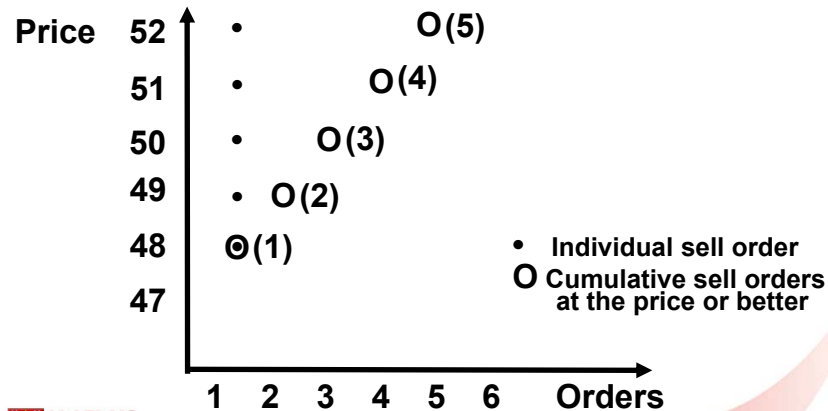 Price 52 • O (5)
51 • O (4)
50 • O (3)
49 • O (2)
48 O (1)
47
• Individual sell order
O Cumulative sell orders
at the price or better
1 2 3 4 5 6 Orders